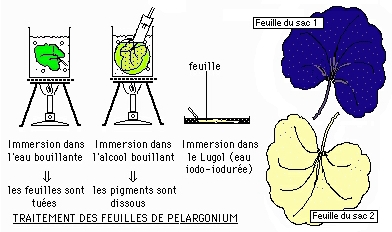 Feuille du sac 1
feuille
Immersion dans
l'eau bouillante
⇓
les feuilles sont
tuées
Immersion dans
l'alcool bouillant
⇓
les pigments sont
dissous
Immersion dans
le Lugol (eau
iodo-iodurée)
Feuille du sac 2
TRAITEMENT DES FEUILLES DE PELARGONIUM